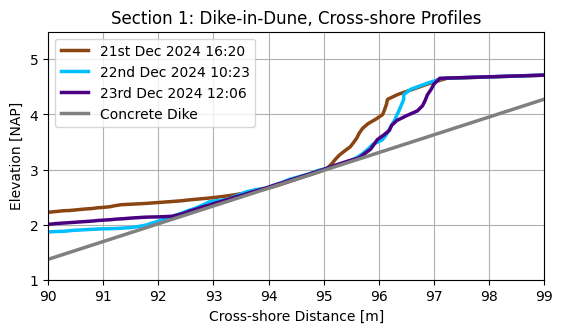 Section 1: Dike-in-Dune, Cross-shore Profiles
21st Dec 2024 16:20
22nd Dec 2024 10:23
23rd Dec 2024 12:06
Concrete Dike
Elevation [NAP]
5
4
3
2
1
90 91 92 93 94 95 96 97 98 99
Cross-shore Distance [m]